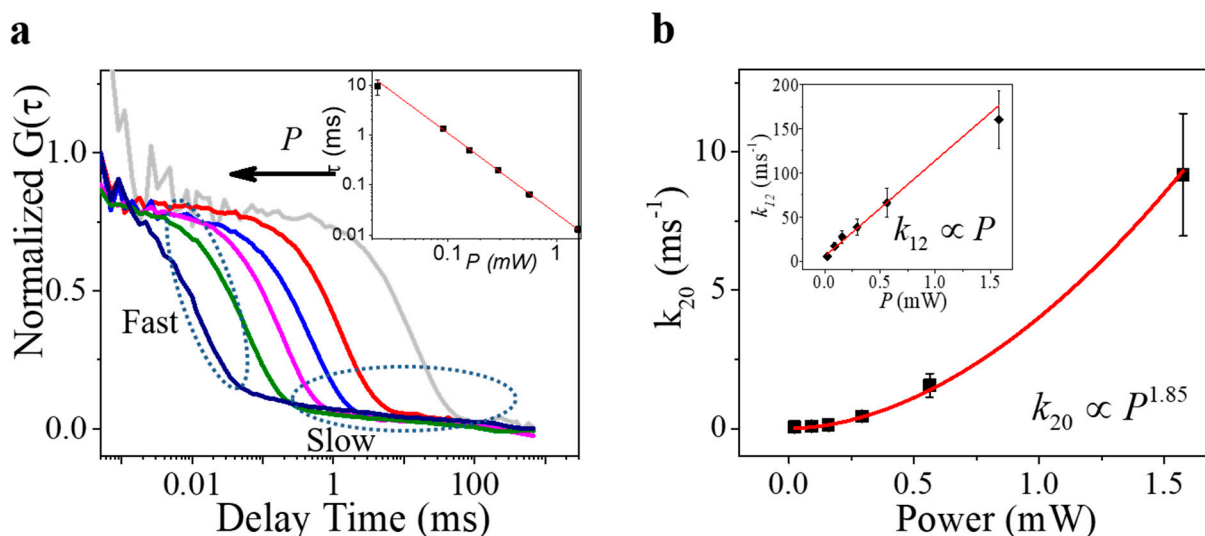 a
Normalized G(τ)
1.0
0.5
0.0
0.01
1
100
Delay Time (ms)
P
Fast
Slow
τ (ms)
10
1
0.1
0.01
0.1
1
P (mW)
b
k₂₀ (ms⁻¹)
10
5
0
0.0
0.5
1.0
1.5
Power (mW)
k₂₀ ∝ P¹·⁸⁵
k₁₂ (ms⁻¹)
200
150
100
50
0
0.0
0.5
1.0
1.5
P (mW)
k₁₂ ∝ P